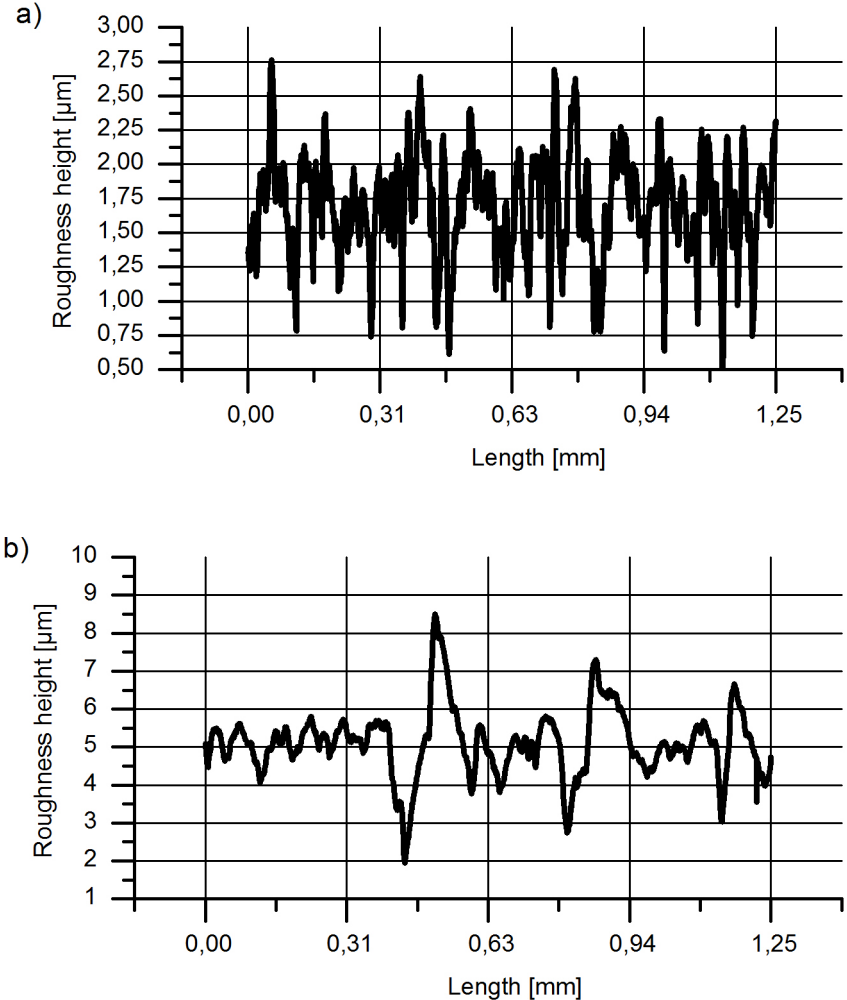 a)
3,00
2,75
2,50
2,25
2,00
1,75
1,50
1,25
1,00
0,75
0,50
Roughness height [µm]
0,00 0,31 0,63 0,94 1,25
Length [mm]
b)
10
9
8
7
6
5
4
3
2
1
Roughness height [µm]
0,00 0,31 0,63 0,94 1,25
Length [mm]